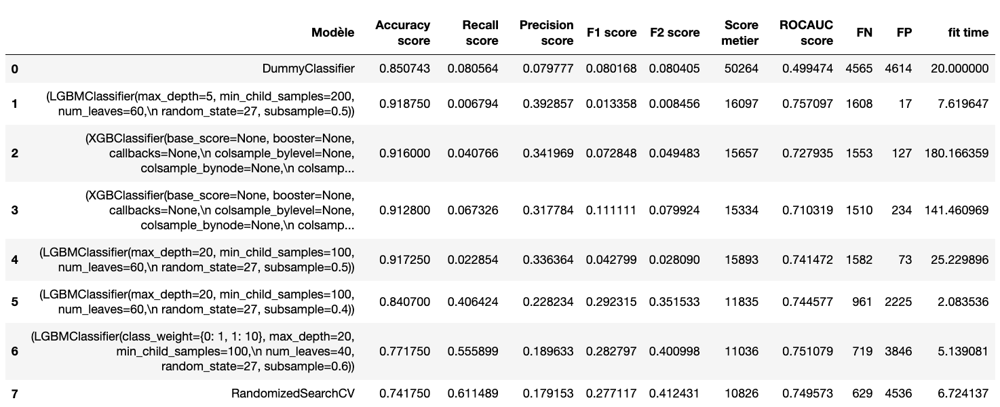 Modèle Accuracy score Recall score Precision score F1 score F2 score Score metier ROCAUC score FN FP fit time
0 DummyClassifier 0.850743 0.080564 0.079777 0.080168 0.080405 50264 0.499474 4565 4614 20.000000
1 (LGBMClassifier(max_depth=5, min_child_samples=200,
num_leaves=60,\n random_state=27, subsample=0.5)) 0.918750 0.006794 0.392857 0.013358 0.008456 16097 0.757097 1608 17 7.619647
2 (XGBClassifier(base_score=None, booster=None,
callbacks=None,\n colsample_bylevel=None,
colsample_bynode=None,\n colsamp... 0.916000 0.040766 0.341969 0.072848 0.049483 15657 0.727935 1553 127 180.166359
3 (XGBClassifier(base_score=None, booster=None,
callbacks=None,\n colsample_bylevel=None,
colsample_bynode=None,\n colsamp... 0.912800 0.067326 0.317784 0.111111 0.079924 15334 0.710319 1510 234 141.460969
4 (LGBMClassifier(max_depth=20, min_child_samples=100,
num_leaves=60,\n random_state=27, subsample=0.5)) 0.917250 0.022854 0.336364 0.042799 0.028090 15893 0.741472 1582 73 25.229896
5 (LGBMClassifier(max_depth=20, min_child_samples=100,
num_leaves=60,\n random_state=27, subsample=0.4)) 0.840700 0.406424 0.228234 0.292315 0.351533 11835 0.744577 961 2225 2.083536
6 (LGBMClassifier(class_weight={0: 1, 1: 10}, max_depth=20,
min_child_samples=100,\n num_leaves=40,
random_state=27, subsample=0.6)) 0.771750 0.555899 0.189633 0.282797 0.400998 11036 0.751079 719 3846 5.139081
7 RandomizedSearchCV 0.741750 0.611489 0.179153 0.277117 0.412431 10826 0.749573 629 4536 6.724137